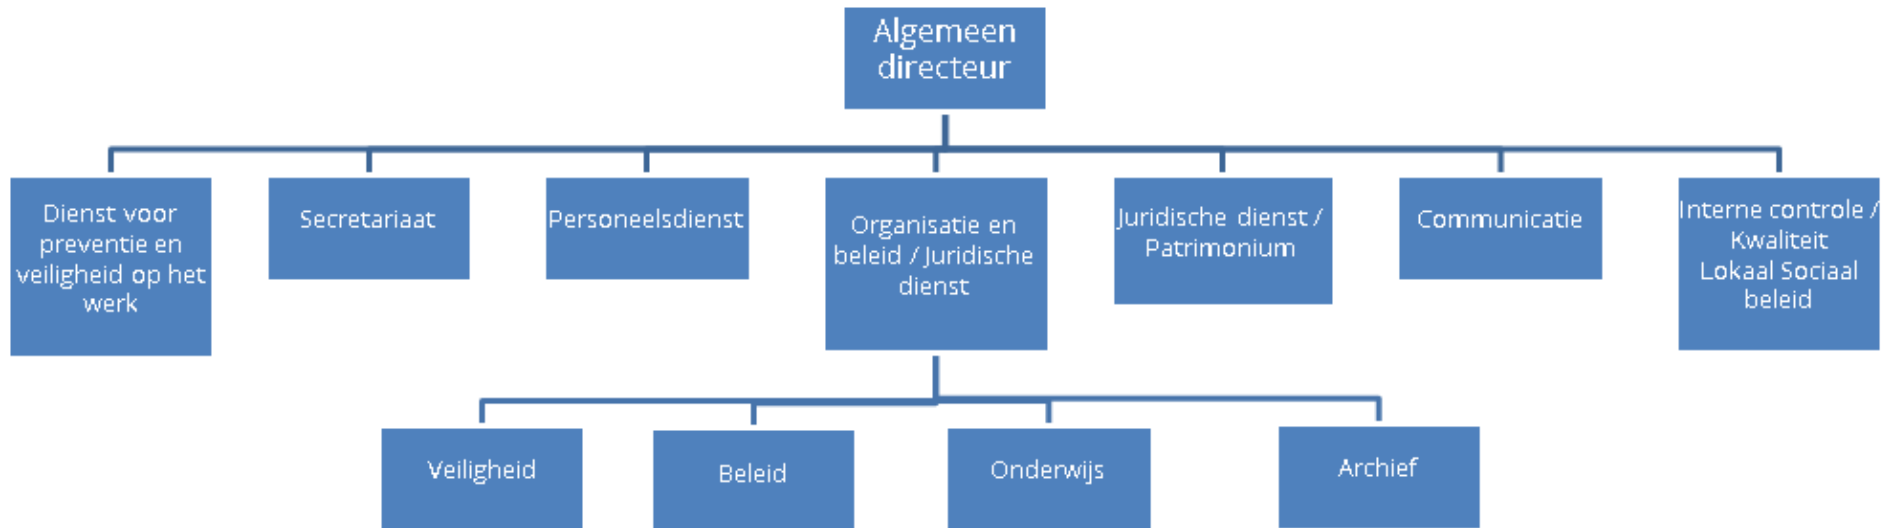 Algemeen
directeur
Dienst voor
preventie en
veiligheid op het
werk
Secretariaat
Personeelsdienst
Organisatie en
beleid / Juridische
dienst
Juridische dienst /
Patrimonium
Communicatie
Interne controle /
Kwaliteit
Lokaal Sociaal
beleid
Veiligheid
Beleid
Onderwijs
Archief